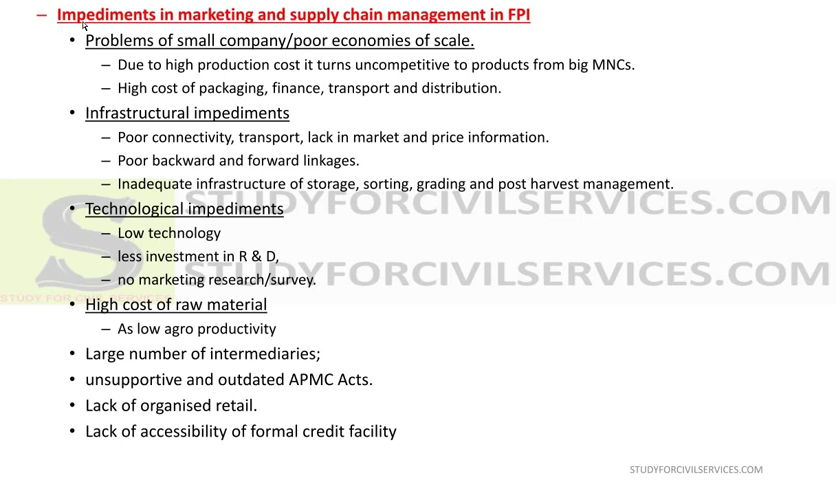 – Impediments in marketing and supply chain management in FPI
• Problems of small company/poor economies of scale.
– Due to high production cost it turns uncompetitive to products from big MNCs.
– High cost of packaging, finance, transport and distribution.
• Infrastructural impediments
– Poor connectivity, transport, lack in market and price information.
– Poor backward and forward linkages.
– Inadequate infrastructure of storage, sorting, grading and post harvest management.
STUDYFORCIVILSERVICES.COM
• Technological impediments
– Low technology
– less investment in R & D,
STUDYFORCIVILSERVICES.COM
– no marketing research/survey.
• High cost of raw material
– As low agro productivity
• Large number of intermediaries;
• unsupportive and outdated APMC Acts.
• Lack of organised retail.
• Lack of accessibility of formal credit facility
STUDYFORCIVILSERVICES.COM